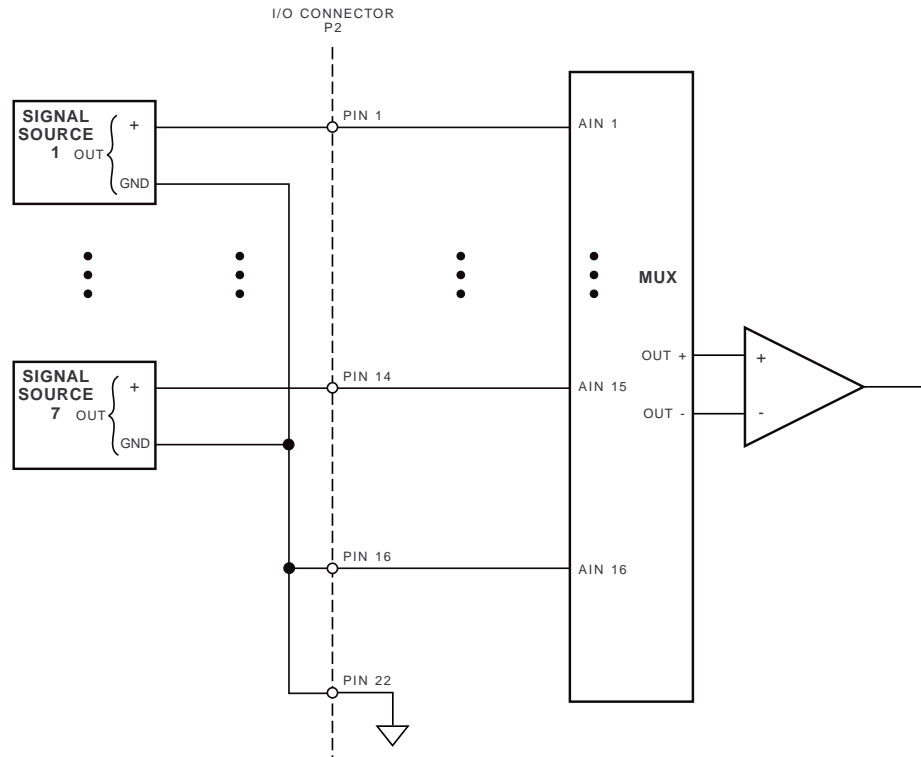 I/O CONNECTOR
P2
PIN 1
SIGNAL
SOURCE
1 OUT
+
GND
AIN 1
MUX
SIGNAL
SOURCE
7 OUT
+
GND
PIN 14
AIN 15
OUT +
OUT -
+
-
PIN 16
AIN 16
PIN 22